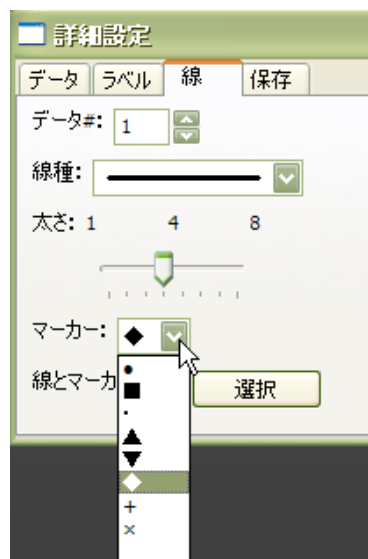 詳細設定
データ ラベル 線 保存
データ#: 1
線種:
太さ: 1 4 8
マーカー: ◆
線とマーカ 選択
●
■
・
▲
▼
◆
+
×